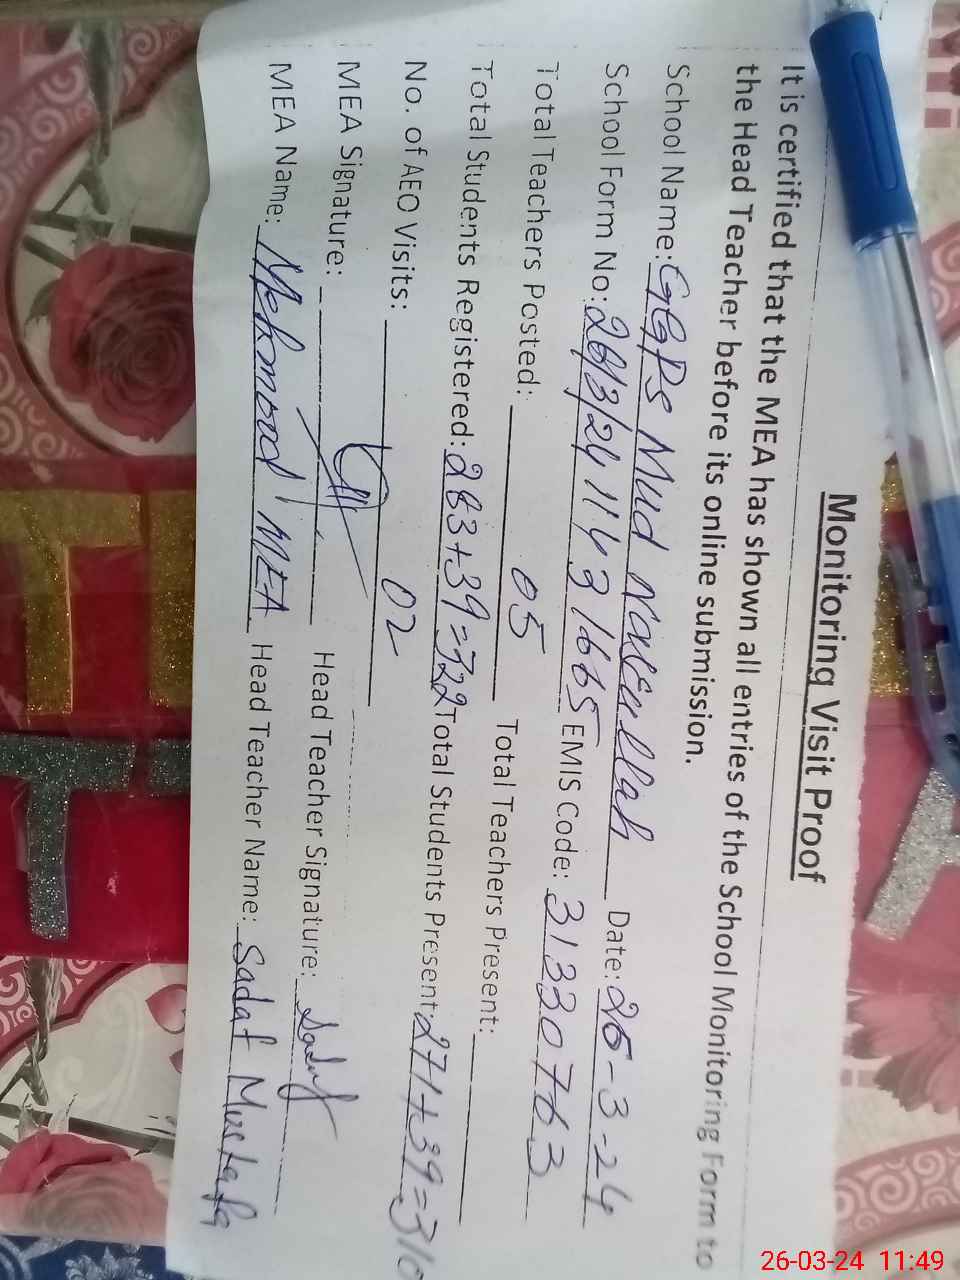 Monitoring Visit Proof
It is certified that the MEA has shown all entries of the School Monitoring Form to
the Head Teacher before its online submission.
School Name: GGPS Mud Naseullah Date: 26-3-24
School Form No: 26/3/24 11 43 1665 EMIS Code: 31330763
Total Teachers Posted: 05 Total Teachers Present:
Total Students Registered: 283+39=322 Total Students Present: 271+39=310
No. of AEO Visits: 02
MEA Signature: Head Teacher Signature: Sadaf
MEA Name: Mehmood MEA Head Teacher Name: Sadaf Mustafa
26-03-24 11:49